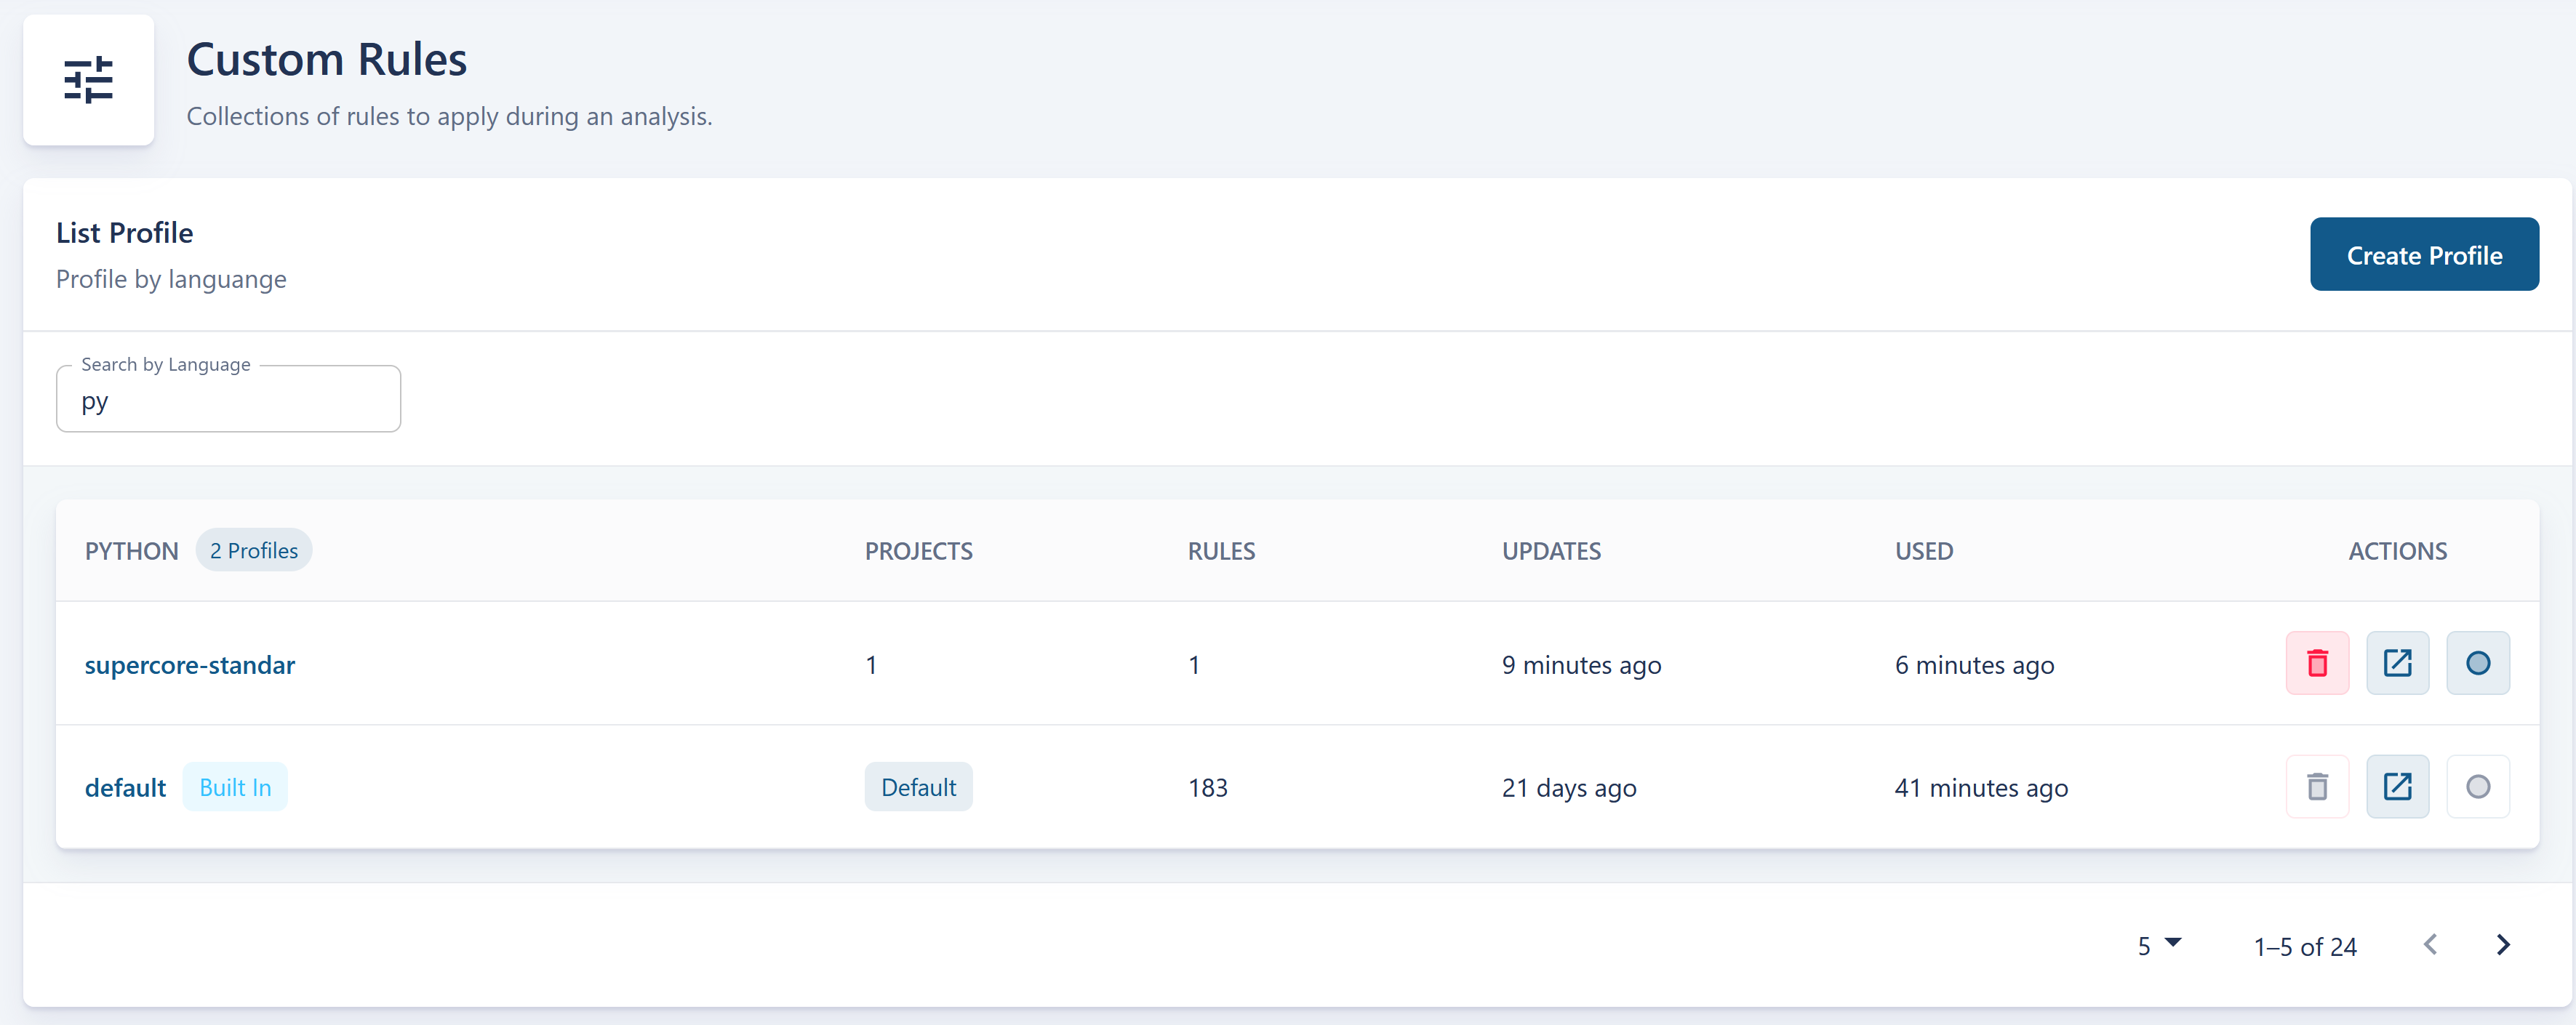 Custom Rules
Collections of rules to apply during an analysis.
List Profile
Profile by languange
Create Profile
Search by Language
py
PYTHON 2 Profiles PROJECTS RULES UPDATES USED ACTIONS
supercore-standar 1 1 9 minutes ago 6 minutes ago
default Built In Default 183 21 days ago 41 minutes ago
5 1–5 of 24